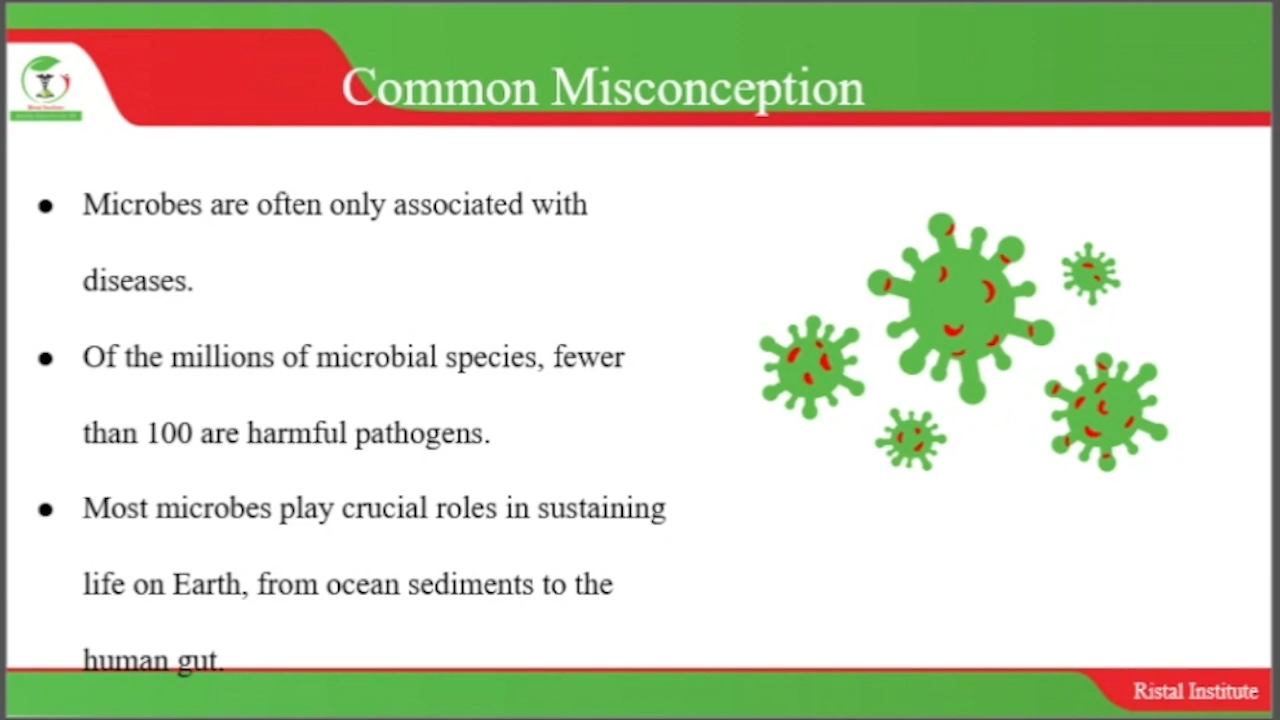 Common Misconception
● Microbes are often only associated with
diseases.
● Of the millions of microbial species, fewer
than 100 are harmful pathogens.
● Most microbes play crucial roles in sustaining
life on Earth, from ocean sediments to the
human gut.
Ristal Institute